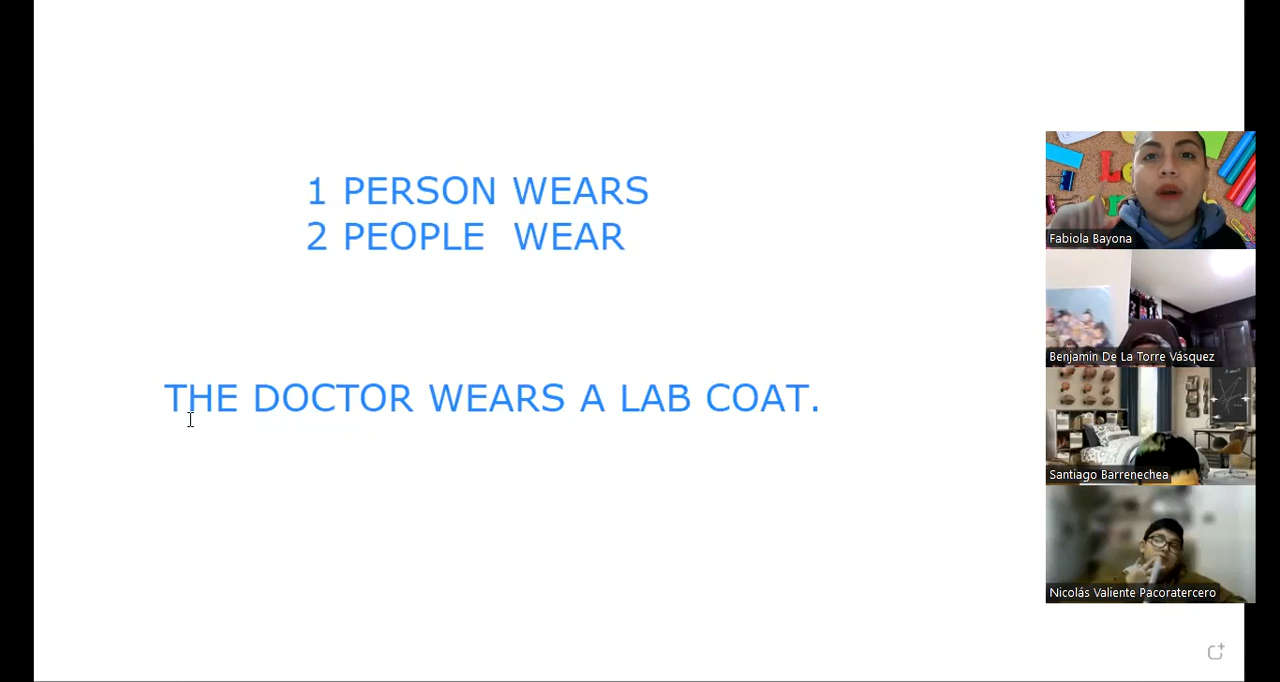 1 PERSON WEARS
2 PEOPLE WEAR
THE DOCTOR WEARS A LAB COAT.
Fabiola Bayona
Benjamín De La Torre Vásquez
Santiago Barrenechea
Nicolás Valiente Pacoratercero